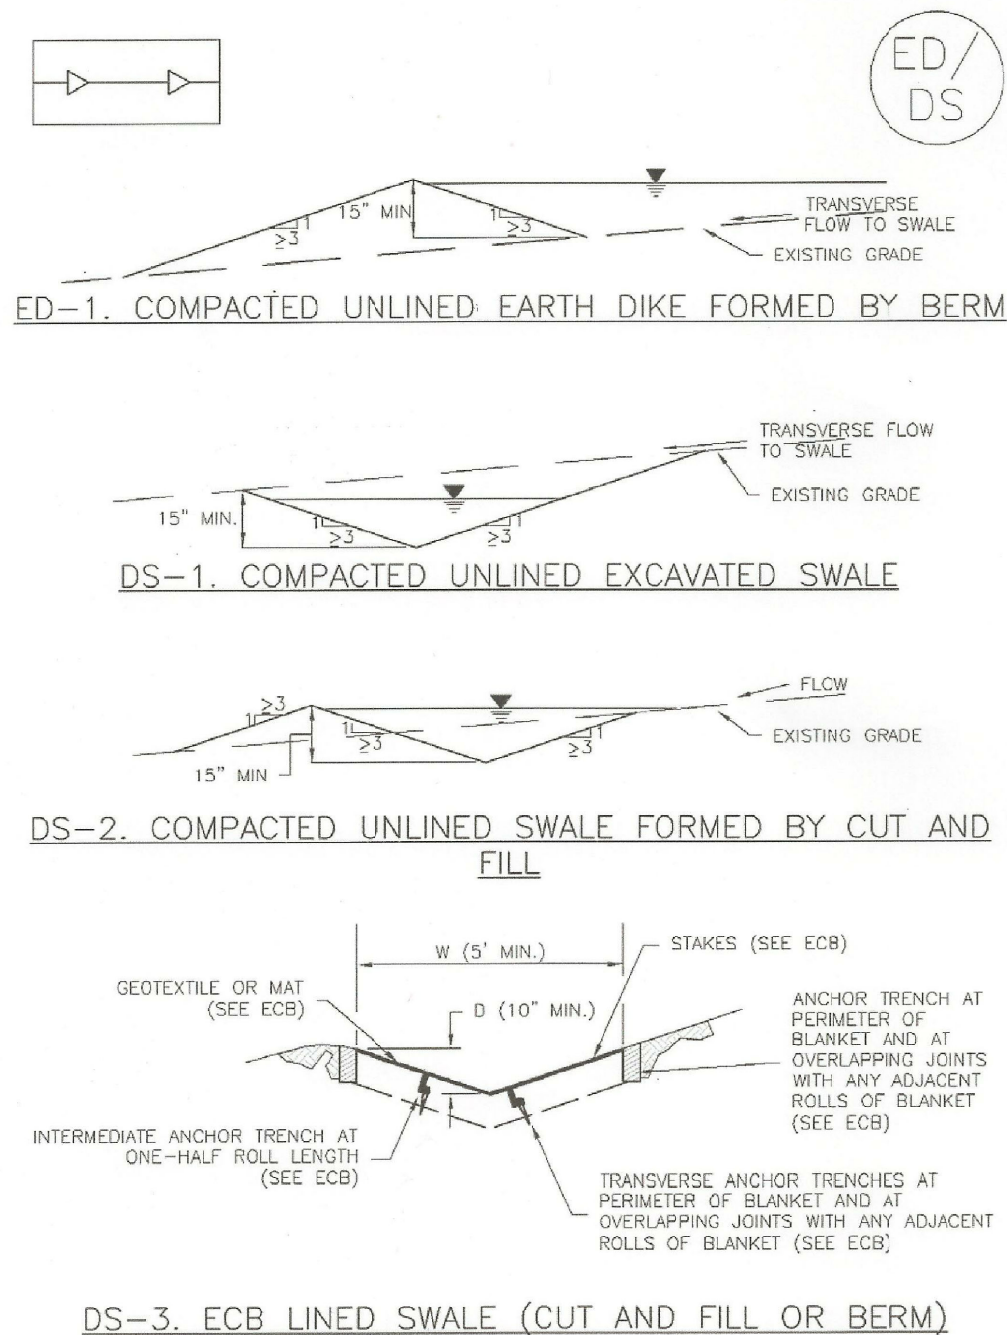 ED/
DS
15" MIN
1
≥3
1
≥3
TRANSVERSE
FLOW TO SWALE
EXISTING GRADE
ED-1. COMPACTED UNLINED EARTH DIKE FORMED BY BERM
TRANSVERSE FLOW
TO SWALE
EXISTING GRADE
15" MIN.
1
≥3
1
≥3
DS-1. COMPACTED UNLINED EXCAVATED SWALE
FLOW
≥3
1
1
≥3
1
≥3
EXISTING GRADE
15" MIN
DS-2. COMPACTED UNLINED SWALE FORMED BY CUT AND
FILL
W (5' MIN.)
STAKES (SEE ECB)
GEOTEXTILE OR MAT
(SEE ECB)
D (10" MIN.)
ANCHOR TRENCH AT
PERIMETER OF
BLANKET AND AT
OVERLAPPING JOINTS
WITH ANY ADJACENT
ROLLS OF BLANKET
(SEE ECB)
INTERMEDIATE ANCHOR TRENCH AT
ONE-HALF ROLL LENGTH
(SEE ECB)
TRANSVERSE ANCHOR TRENCHES AT
PERIMETER OF BLANKET AND AT
OVERLAPPING JOINTS WITH ANY ADJACENT
ROLLS OF BLANKET (SEE ECB)
DS-3. ECB LINED SWALE (CUT AND FILL OR BERM)